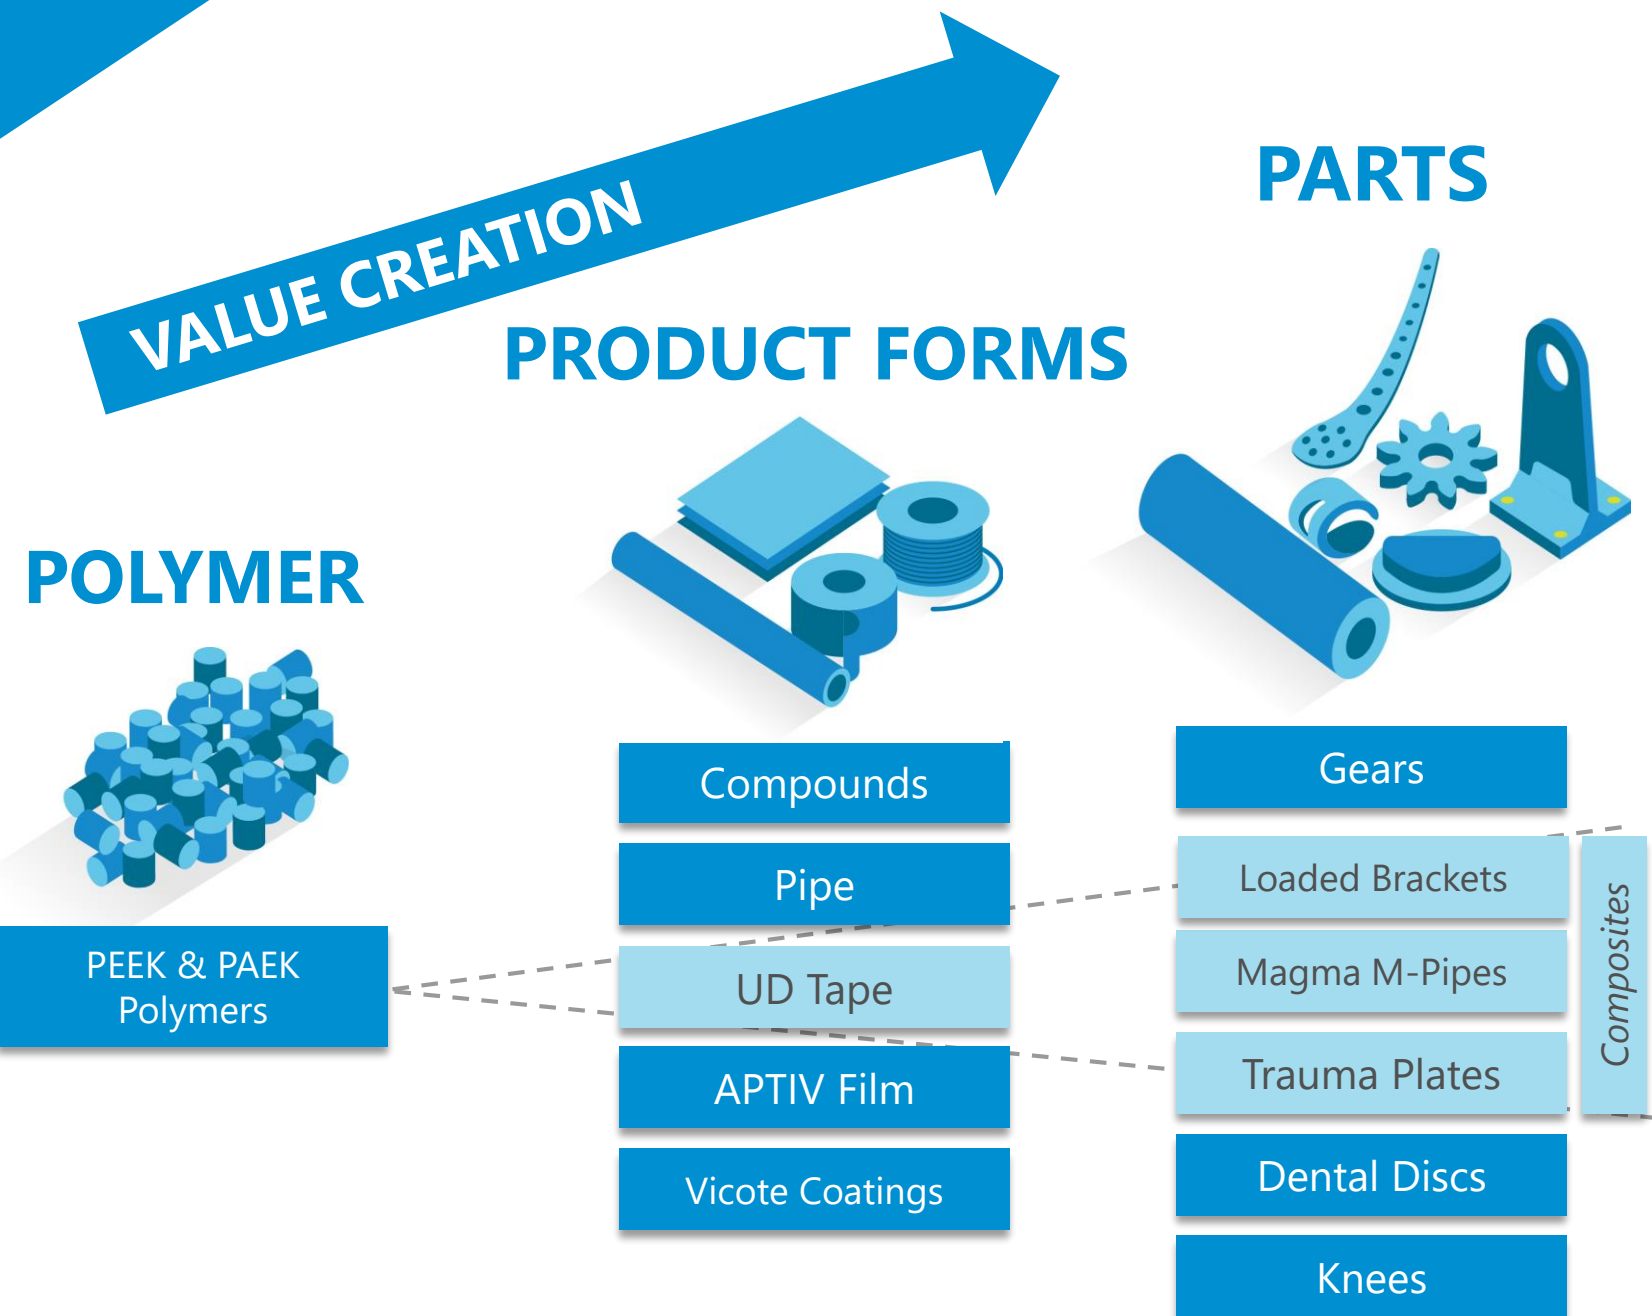 VALUE CREATION
PARTS
PRODUCT FORMS
POLYMER
PEEK & PAEK
Polymers
Compounds
Pipe
UD Tape
APTIV Film
Vicote Coatings
Gears
Loaded Brackets
Magma M-Pipes
Trauma Plates
Dental Discs
Knees
Composites